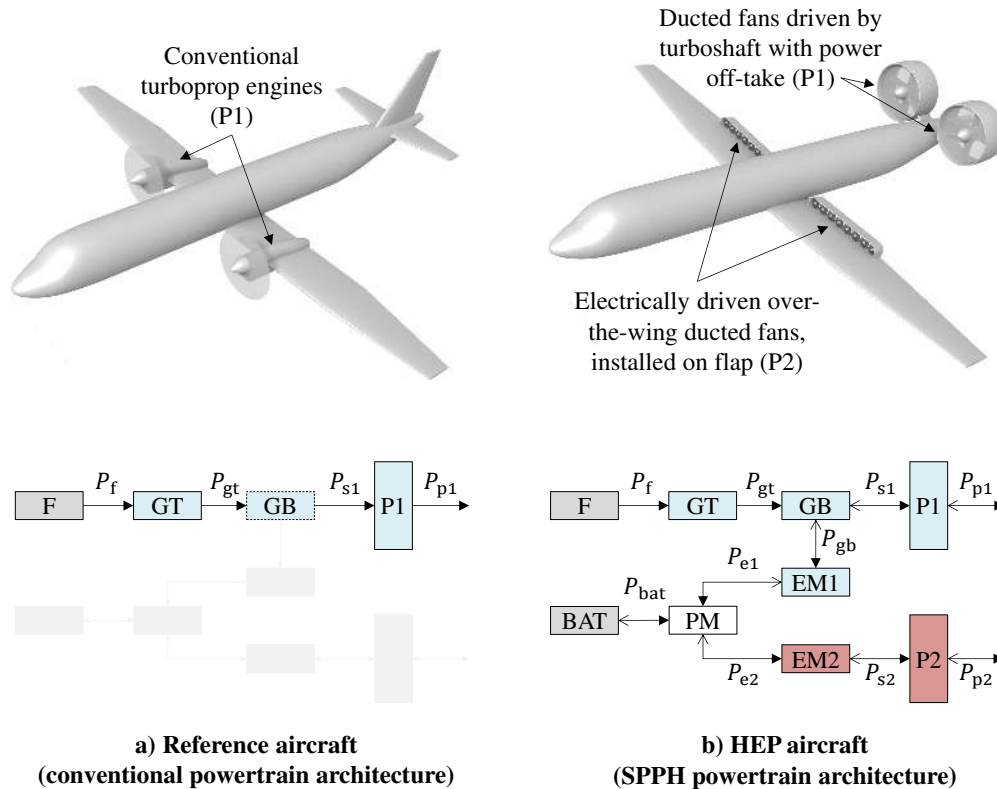 Conventional
turboprop engines
(P1)
Ducted fans driven by
turboshaft with power
off-take (P1)
Electrically driven over-
the-wing ducted fans,
installed on flap (P2)
F
P_f
GT
P_gt
GB
P_s1
P1
P_p1
F
P_f
GT
P_gt
GB
P_s1
P1
P_p1
P_gb
P_e1
EM1
P_bat
BAT
PM
P_e2
EM2
P_s2
P2
P_p2
a) Reference aircraft
(conventional powertrain architecture)
b) HEP aircraft
(SPPH powertrain architecture)